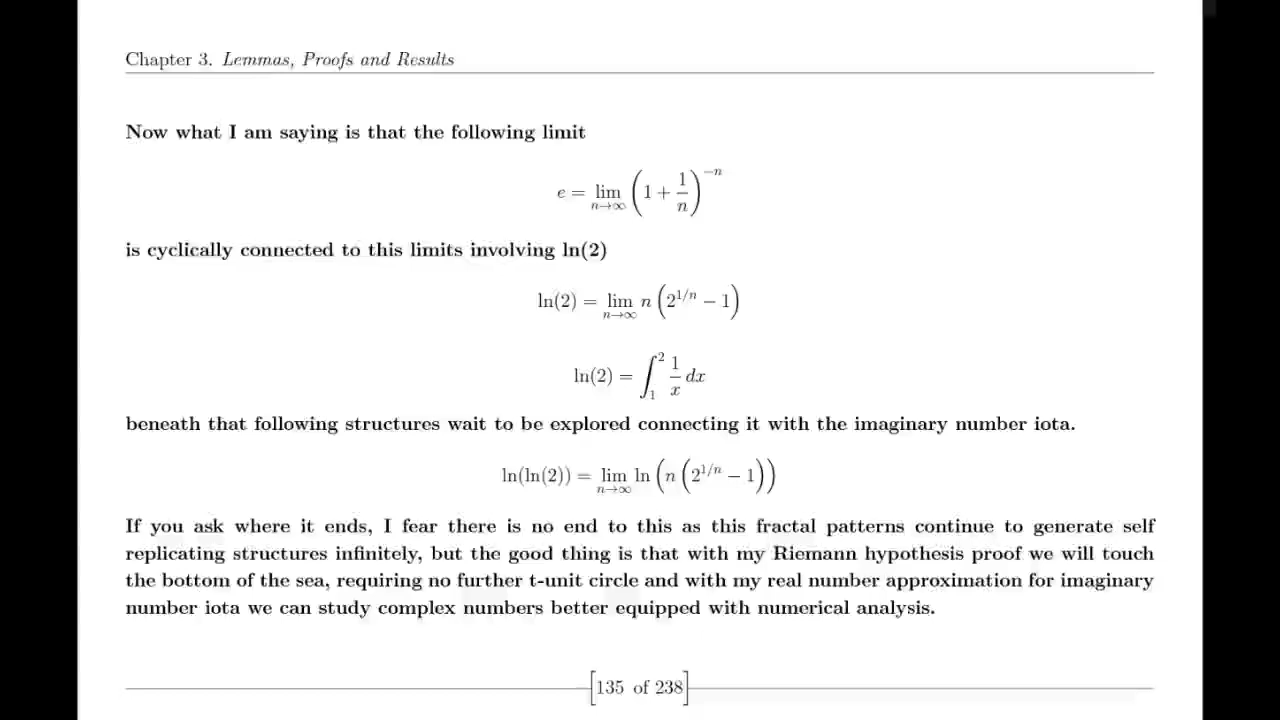 Chapter 3. Lemmas, Proofs and Results
Now what I am saying is that the following limit
e = lim_{n→∞} (1 + 1/n)^{−n}
is cyclically connected to this limits involving ln(2)
ln(2) = lim_{n→∞} n (2^{1/n} − 1)
ln(2) = ∫_1^2 1/x dx
beneath that following structures wait to be explored connecting it with the imaginary number iota.
ln(ln(2)) = lim_{n→∞} ln (n (2^{1/n} − 1))
If you ask where it ends, I fear there is no end to this as this fractal patterns continue to generate self
replicating structures infinitely, but the good thing is that with my Riemann hypothesis proof we will touch
the bottom of the sea, requiring no further t-unit circle and with my real number approximation for imaginary
number iota we can study complex numbers better equipped with numerical analysis.
[135 of 238]